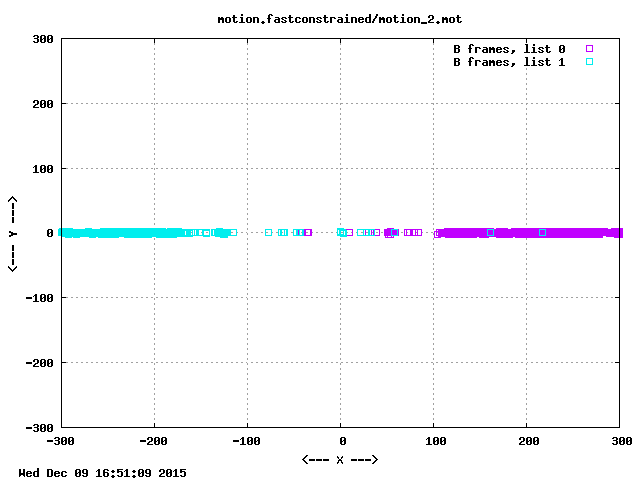 motion.fastconstrained/motion_2.mot
B frames, list 0
B frames, list 1
300
200
100
0
-100
-200
-300
<--- Y --->
-300 -200 -100 0 100 200 300
<--- X --->
Wed Dec 09 16:51:09 2015